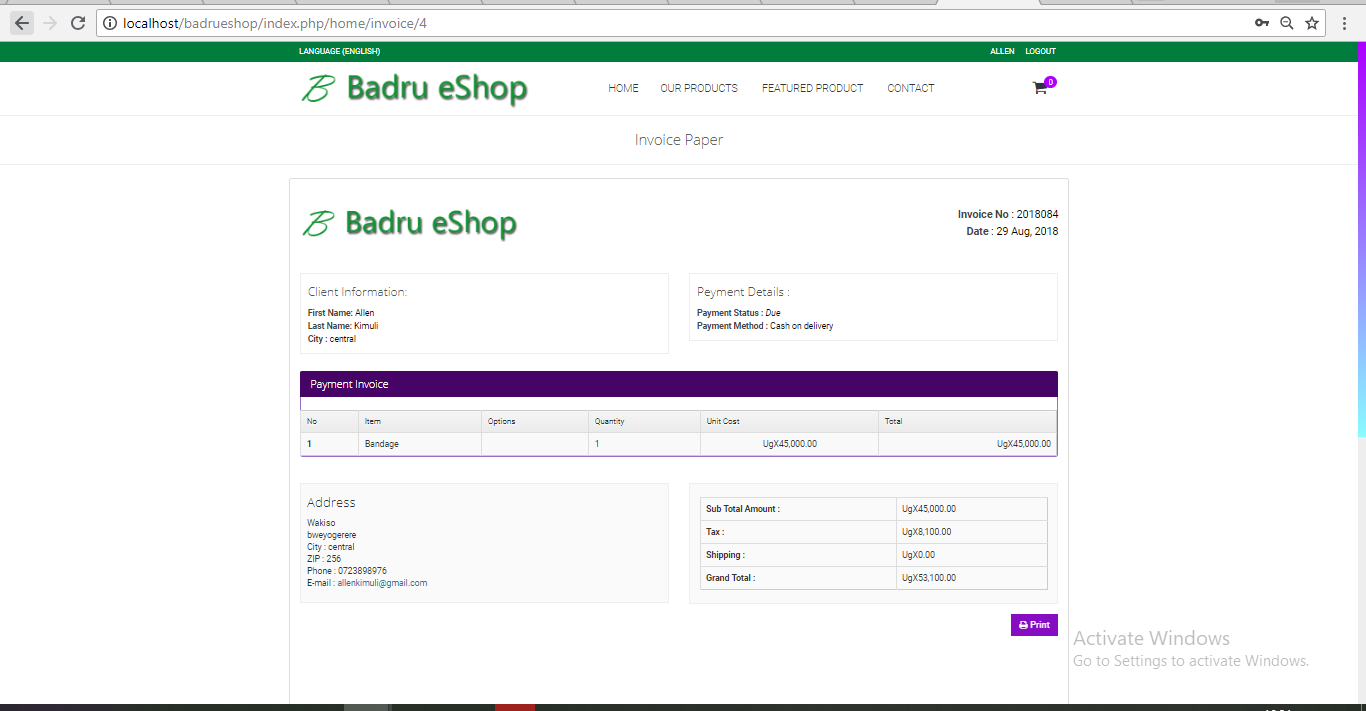 localhost/badrueshop/index.php/home/invoice/4
LANGUAGE (ENGLISH) ALLEN LOGOUT
B Badru eShop HOME OUR PRODUCTS FEATURED PRODUCT CONTACT 0
Invoice Paper
B Badru eShop
Invoice No : 2018084
Date : 29 Aug, 2018
Client Information:
First Name: Allen
Last Name: Kimuli
City : central
Peyment Details :
Payment Status : Due
Payment Method : Cash on delivery
Payment Invoice
No Item Options Quantity Unit Cost Total
1 Bandage 1 UgX45,000.00 UgX45,000.00
Address
Wakiso
bweyogerere
City : central
ZIP : 256
Phone : 0723898976
E-mail : allenkimuli@gmail.com
Sub Total Amount : UgX45,000.00
Tax : UgX8,100.00
Shipping : UgX0.00
Grand Total : UgX53,100.00
Print
Activate Windows
Go to Settings to activate Windows.